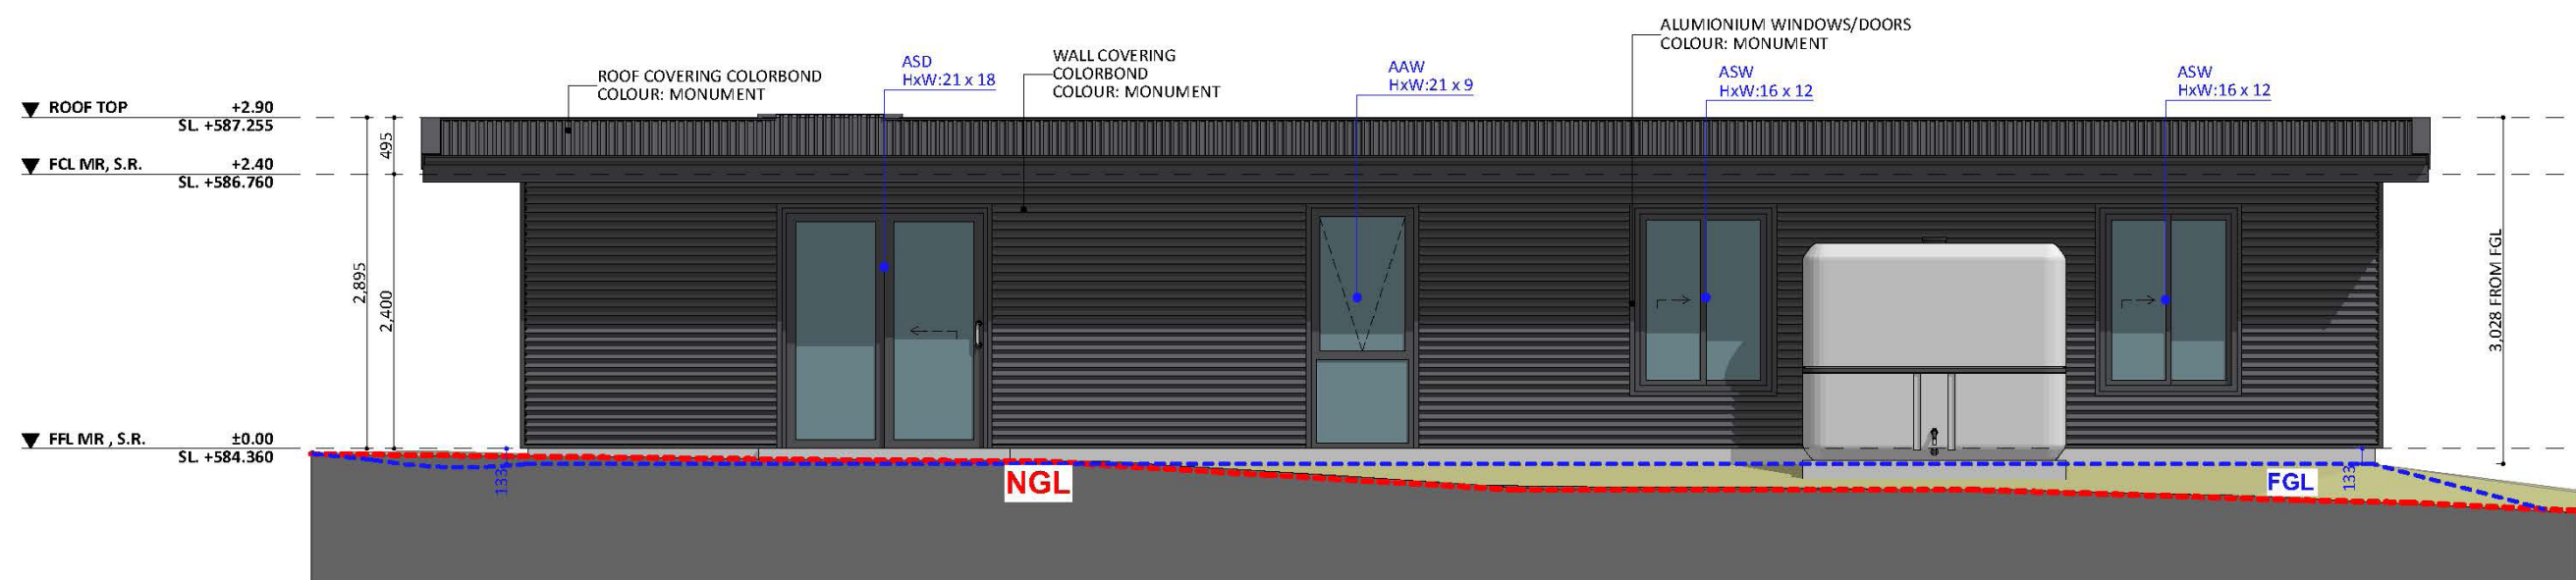 ALUMIONIUM WINDOWS/DOORS
COLOUR: MONUMENT
WALL COVERING
COLORBOND
COLOUR: MONUMENT
ASD
HxW:21 x 18
AAW
HxW:21 x 9
ASW
HxW:16 x 12
ASW
HxW:16 x 12
ROOF COVERING COLORBOND
COLOUR: MONUMENT
ROOF TOP +2.90
SL. +587.255
495
FCL MR, S.R. +2.40
SL. +586.760
2,895
2,400
3,028 FROM FGL
FFL MR , S.R. ±0.00
SL. +584.360
133
NGL
FGL
133